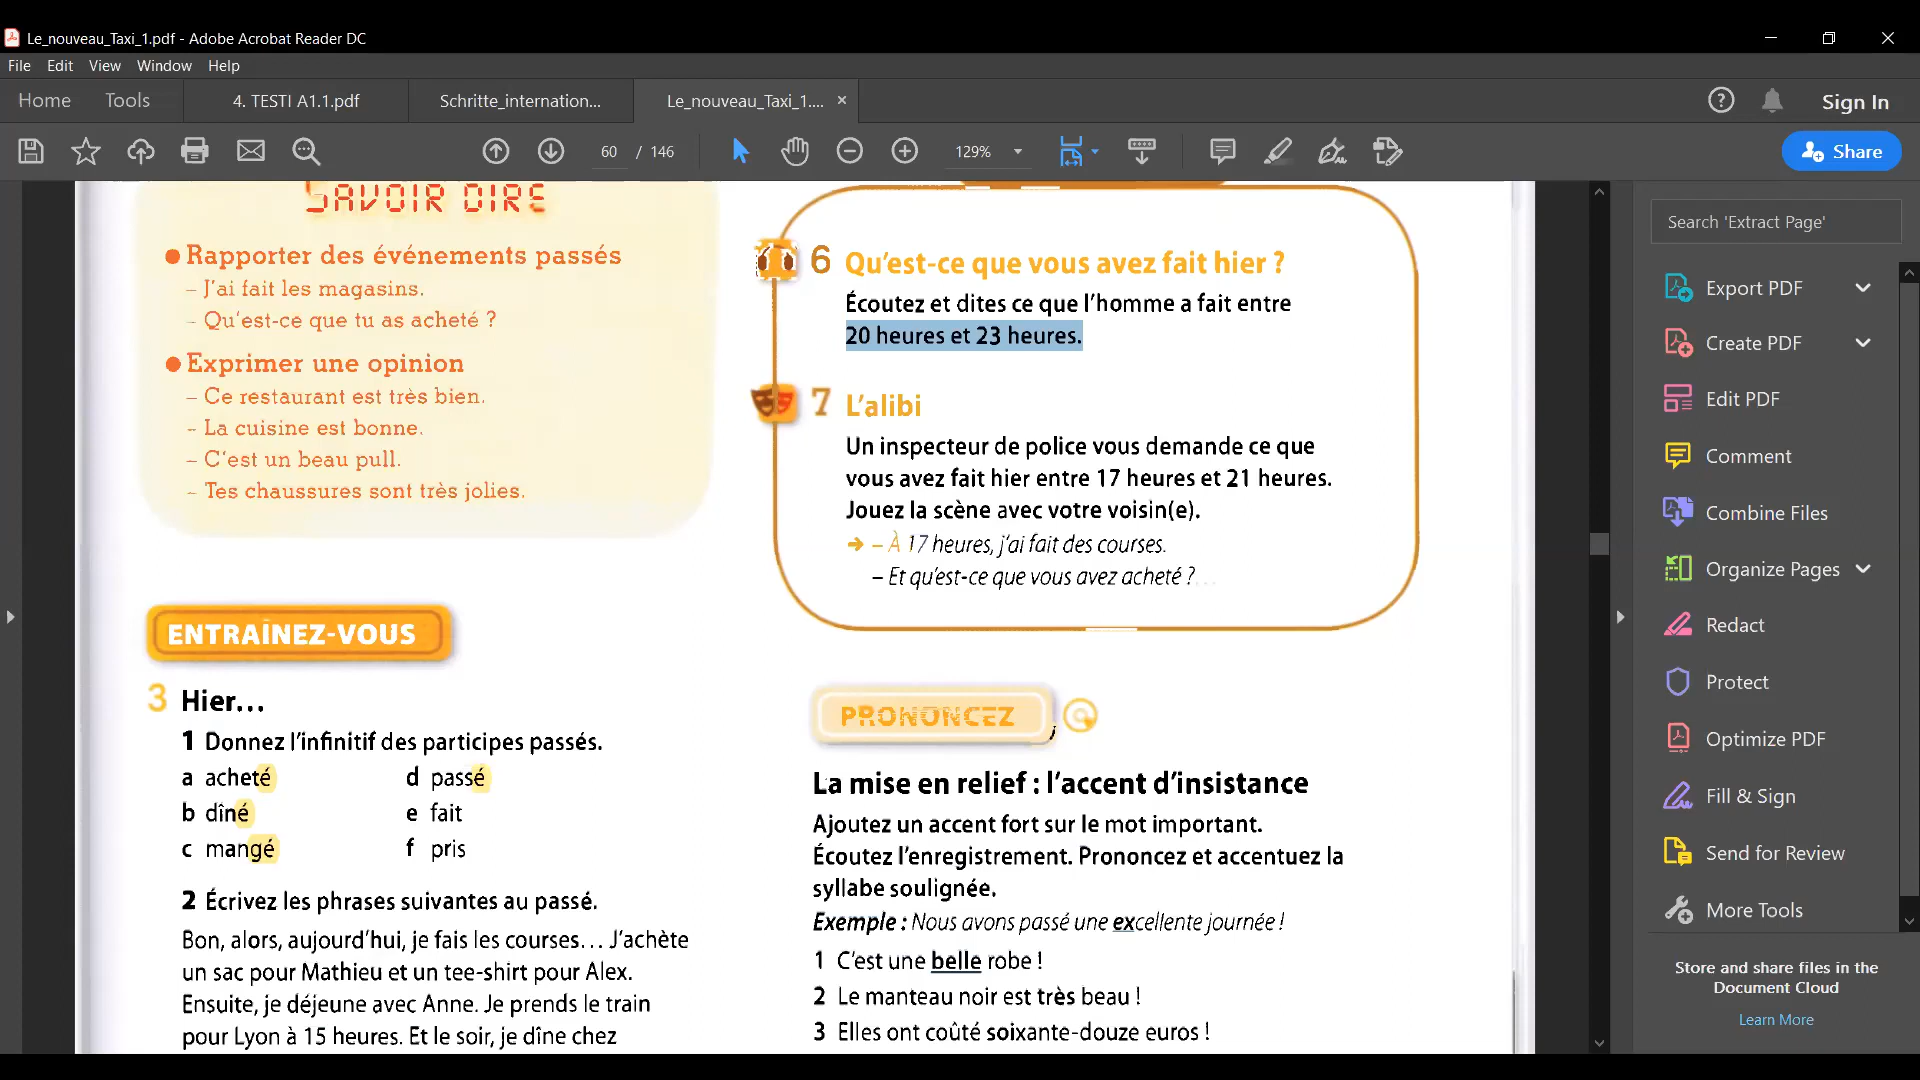 Le_nouveau_Taxi_1.pdf - Adobe Acrobat Reader DC
File Edit View Window Help
Home Tools 4. TESTI A1.1.pdf Schritte_internation... Le_nouveau_Taxi_1.... × Sign In
60 / 146 129% Share
SAVOIR DIRE
● Rapporter des événements passés
– J'ai fait les magasins.
– Qu'est-ce que tu as acheté ?
● Exprimer une opinion
– Ce restaurant est très bien.
– La cuisine est bonne.
– C'est un beau pull.
– Tes chaussures sont très jolies.
ENTRAÎNEZ-VOUS
3 Hier...
1 Donnez l'infinitif des participes passés.
a acheté d passé
b dîné e fait
c mangé f pris
2 Écrivez les phrases suivantes au passé.
Bon, alors, aujourd'hui, je fais les courses... J'achète
un sac pour Mathieu et un tee-shirt pour Alex.
Ensuite, je déjeune avec Anne. Je prends le train
pour Lyon à 15 heures. Et le soir, je dîne chez
6 Qu'est-ce que vous avez fait hier ?
Écoutez et dites ce que l'homme a fait entre
20 heures et 23 heures.
7 L'alibi
Un inspecteur de police vous demande ce que
vous avez fait hier entre 17 heures et 21 heures.
Jouez la scène avec votre voisin(e).
➔ – À 17 heures, j'ai fait des courses.
– Et qu'est-ce que vous avez acheté ?...
PRONONCEZ
La mise en relief : l'accent d'insistance
Ajoutez un accent fort sur le mot important.
Écoutez l'enregistrement. Prononcez et accentuez la
syllabe soulignée.
Exemple : Nous avons passé une excellente journée !
1 C'est une belle robe !
2 Le manteau noir est très beau !
3 Elles ont coûté soixante-douze euros !
Search 'Extract Page'
Export PDF
Create PDF
Edit PDF
Comment
Combine Files
Organize Pages
Redact
Protect
Optimize PDF
Fill & Sign
Send for Review
More Tools
Store and share files in the
Document Cloud
Learn More